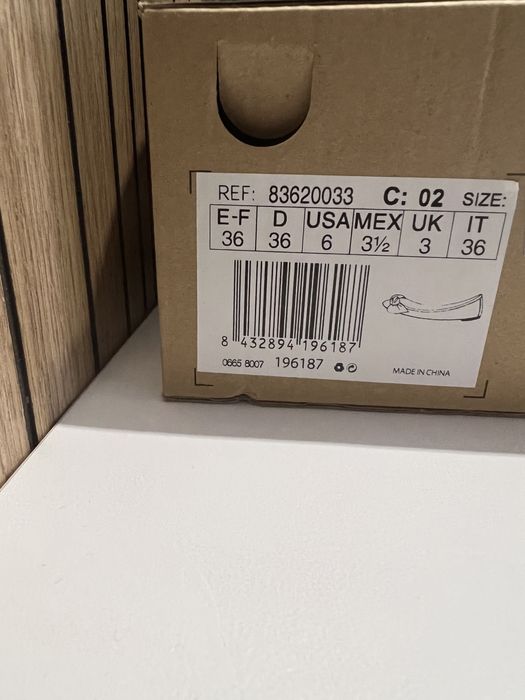 REF: 83620033 C: 02 SIZE:
E-F D USA MEX UK IT
36 36 6 3½ 3 36
8 432894 196187
0665 8007 196187
MADE IN CHINA